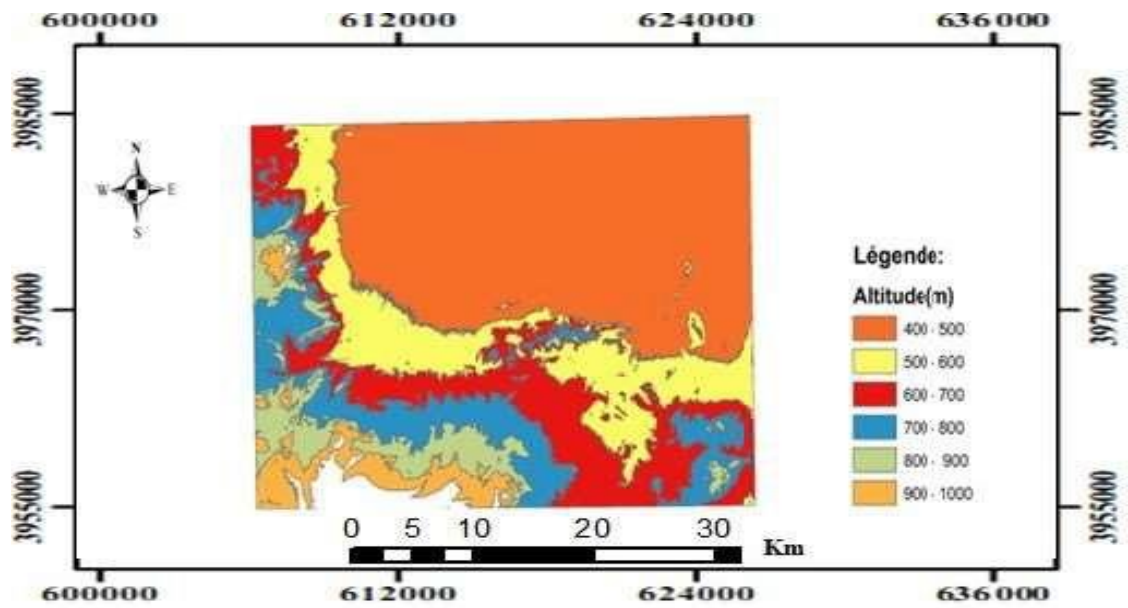 600000 612000 624000 636000
3985000 3985000
N
W E
S
Légende:
Altitude(m)
3970000 3970000
400 - 500
500 - 600
600 - 700
700 - 800
800 - 900
900 - 1000
3955000 3955000
0 5 10 20 30
Km
600000 612000 624000 636000